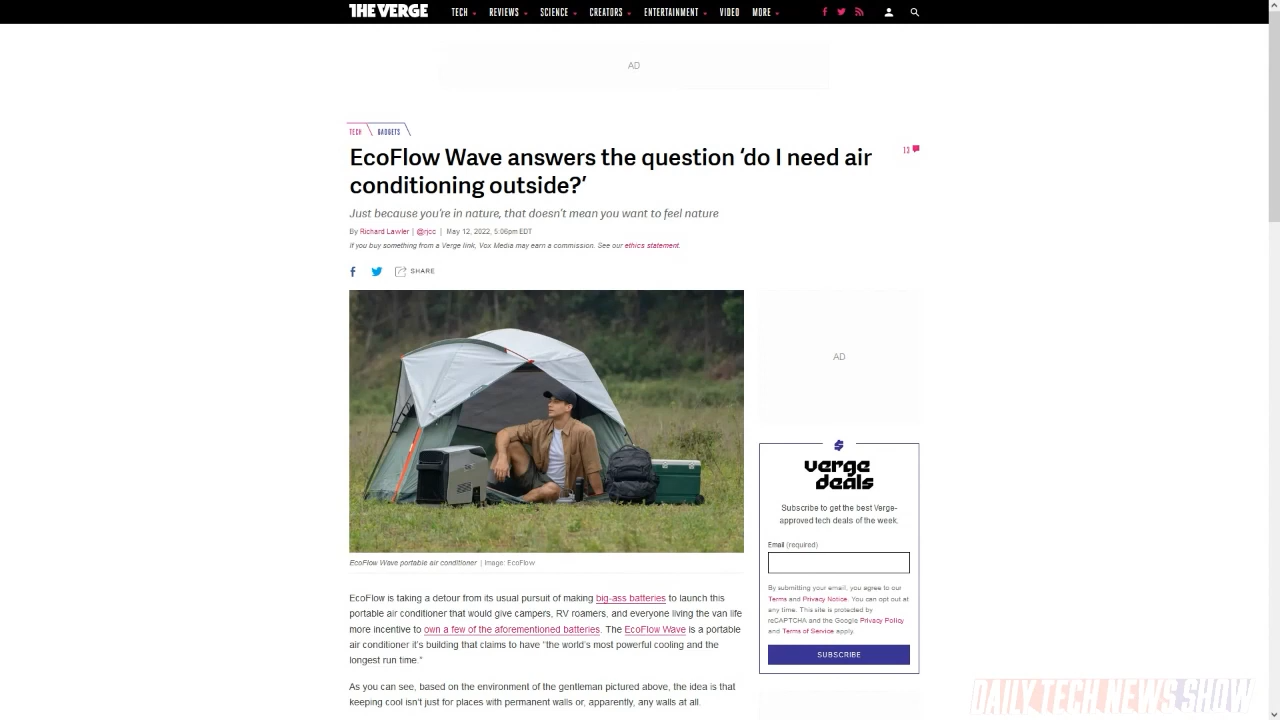 THE VERGE
TECH REVIEWS SCIENCE CREATORS ENTERTAINMENT VIDEO MORE
AD
TECH GADGETS
EcoFlow Wave answers the question ‘do I need air
conditioning outside?’
13
Just because you’re in nature, that doesn’t mean you want to feel nature
By Richard Lawler | @rjcc | May 12, 2022, 5:06pm EDT
If you buy something from a Verge link, Vox Media may earn a commission. See our ethics statement.
SHARE
EcoFlow Wave portable air conditioner | Image: EcoFlow
EcoFlow is taking a detour from its usual pursuit of making big-ass batteries to launch this
portable air conditioner that would give campers, RV roamers, and everyone living the van life
more incentive to own a few of the aforementioned batteries. The EcoFlow Wave is a portable
air conditioner it’s building that claims to have “the world’s most powerful cooling and the
longest run time.”
As you can see, based on the environment of the gentleman pictured above, the idea is that
keeping cool isn’t just for places with permanent walls or, apparently, any walls at all.
AD
verge
deals
Subscribe to get the best Verge-
approved tech deals of the week.
Email (required)
By submitting your email, you agree to our
Terms and Privacy Notice. You can opt out at
any time. This site is protected by
reCAPTCHA and the Google Privacy Policy
and Terms of Service apply.
SUBSCRIBE
DAILY TECH NEWS SHOW